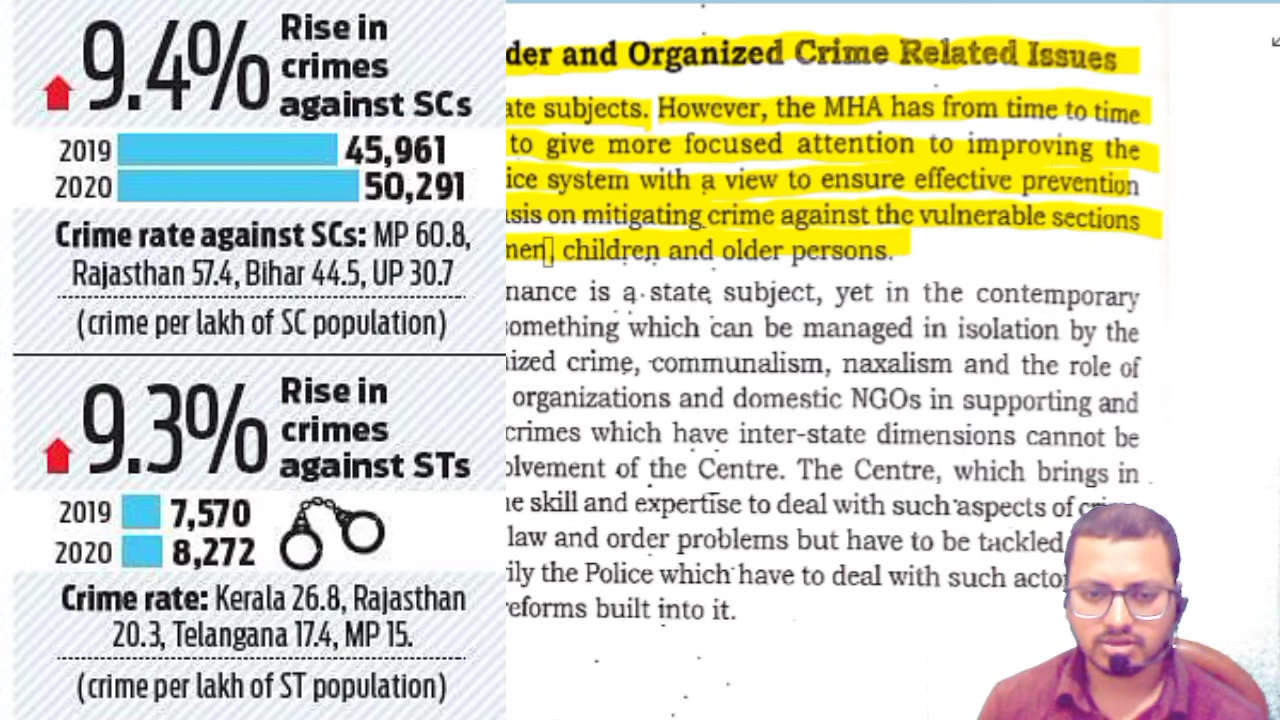 9.4%
Rise in
crimes
against SCs
2019 45,961
2020 50,291
Crime rate against SCs: MP 60.8,
Rajasthan 57.4, Bihar 44.5, UP 30.7
(crime per lakh of SC population)
9.3%
Rise in
crimes
against STs
2019 7,570
2020 8,272
Crime rate: Kerala 26.8, Rajasthan
20.3, Telangana 17.4, MP 15.
(crime per lakh of ST population)
der and Organized Crime Related Issues
ate subjects. However, the MHA has from time to time
to give more focused attention to improving the
ice system with a view to ensure effective prevention
sis on mitigating crime against the vulnerable sections
men, children and older persons.
nance is a state subject, yet in the contemporary
omething which can be managed in isolation by the
ized crime, communalism, naxalism and the role of
organizations and domestic NGOs in supporting and
crimes which have inter-state dimensions cannot be
olvement of the Centre. The Centre, which brings in
e skill and expertise to deal with such aspects of
law and order problems but have to be tackled
ily the Police which have to deal with such
reforms built into it.